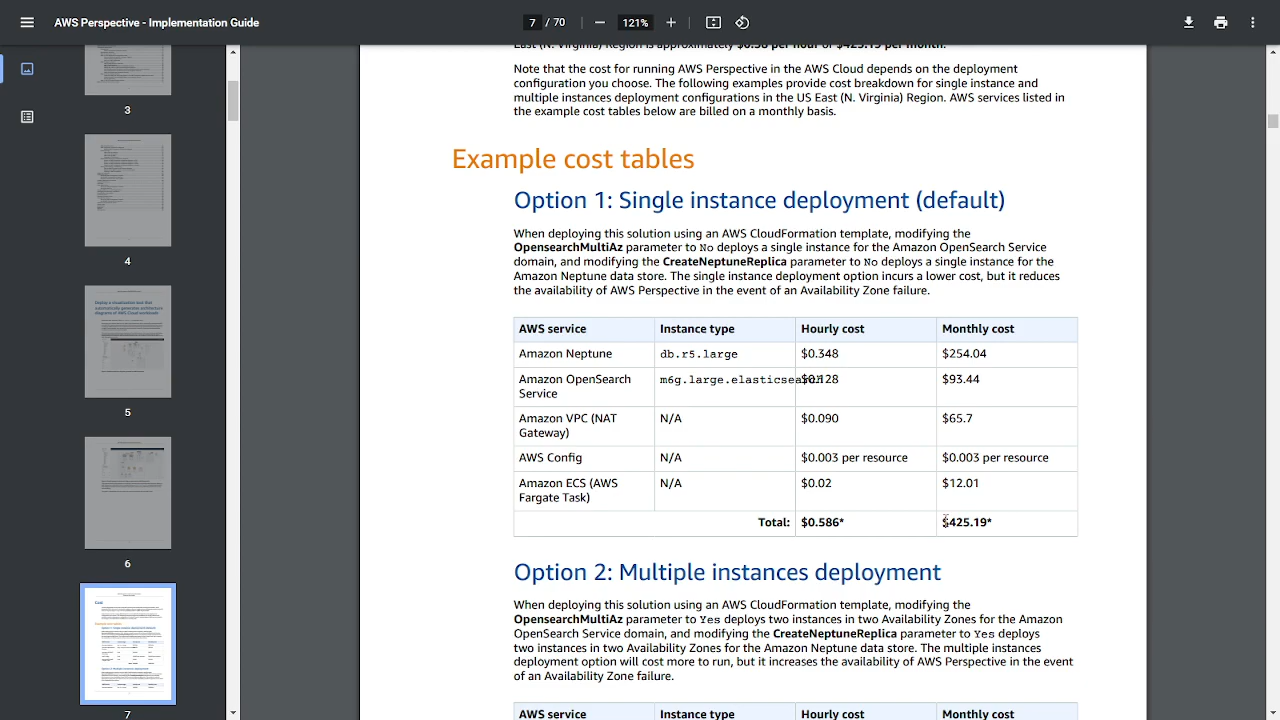 AWS Perspective - Implementation Guide
7 / 70
121%
3
4
5
6
7
Last Virginia) Region is approximately $0.58 per hour or $425.19 per month.
Note that the cost for running AWS Perspective in the AWS Cloud depends on the deployment
configuration you choose. The following examples provide cost breakdown for single instance and
multiple instances deployment configurations in the US East (N. Virginia) Region. AWS services listed in
the example cost tables below are billed on a monthly basis.
Example cost tables
Option 1: Single instance deployment (default)
When deploying this solution using an AWS CloudFormation template, modifying the
OpensearchMultiAz parameter to No deploys a single instance for the Amazon OpenSearch Service
domain, and modifying the CreateNeptuneReplica parameter to No deploys a single instance for the
Amazon Neptune data store. The single instance deployment option incurs a lower cost, but it reduces
the availability of AWS Perspective in the event of an Availability Zone failure.
AWS service Instance type Hourly cost Monthly cost
Amazon Neptune db.r5.large $0.348 $254.04
Amazon OpenSearch m6g.large.elasticsearch $0.128 $93.44
Service
Amazon VPC (NAT N/A $0.090 $65.7
Gateway)
AWS Config N/A $0.003 per resource $0.003 per resource
Amazon ECS (AWS N/A $0.02 $12.01
Fargate Task)
Total: $0.586* $425.19*
Option 2: Multiple instances deployment
When deploying this solution using an AWS CloudFormation template, modifying the
OpensearchMultiAz parameter to Yes deploys two instances in two Availability Zones for the Amazon
OpenSearch Service domain, and modifying the CreateNeptuneReplica parameter to Yes deploys
two instances in two Availability Zones for the Amazon Neptune data store. The multiple instances
deployment option will cost more to run but it increases the availability of AWS Perspective in the event
of an Availability Zone failure.
AWS service Instance type Hourly cost Monthly cost